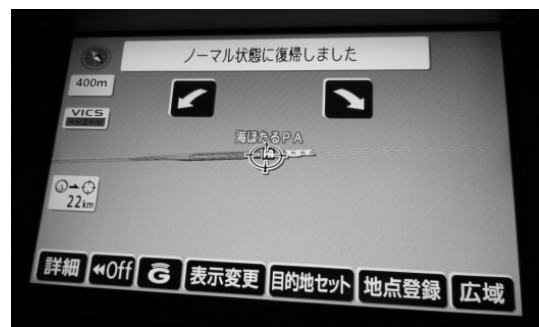 ノーマル状態に復帰しました
400m
VICS
海ほたるPA
22km
詳細
Off
G
表示変更
目的地セット
地点登録
広域